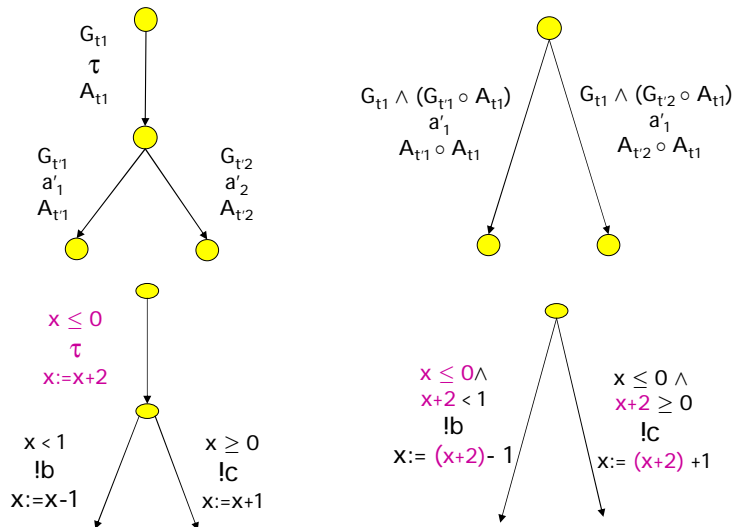 G_t1
τ
A_t1
G_t'1
a'_1
A_t'1
G_t'2
a'_2
A_t'2
G_t1 ∧ (G_t'1 ∘ A_t1)
a'_1
A_t'1 ∘ A_t1
G_t1 ∧ (G_t'2 ∘ A_t1)
a'_1
A_t'2 ∘ A_t1
x ≤ 0
τ
x:=x+2
x < 1
!b
x:=x-1
x ≥ 0
!c
x:=x+1
x ≤ 0∧
x+2 < 1
!b
x:= (x+2)- 1
x ≤ 0 ∧
x+2 ≥ 0
!c
x:= (x+2) +1